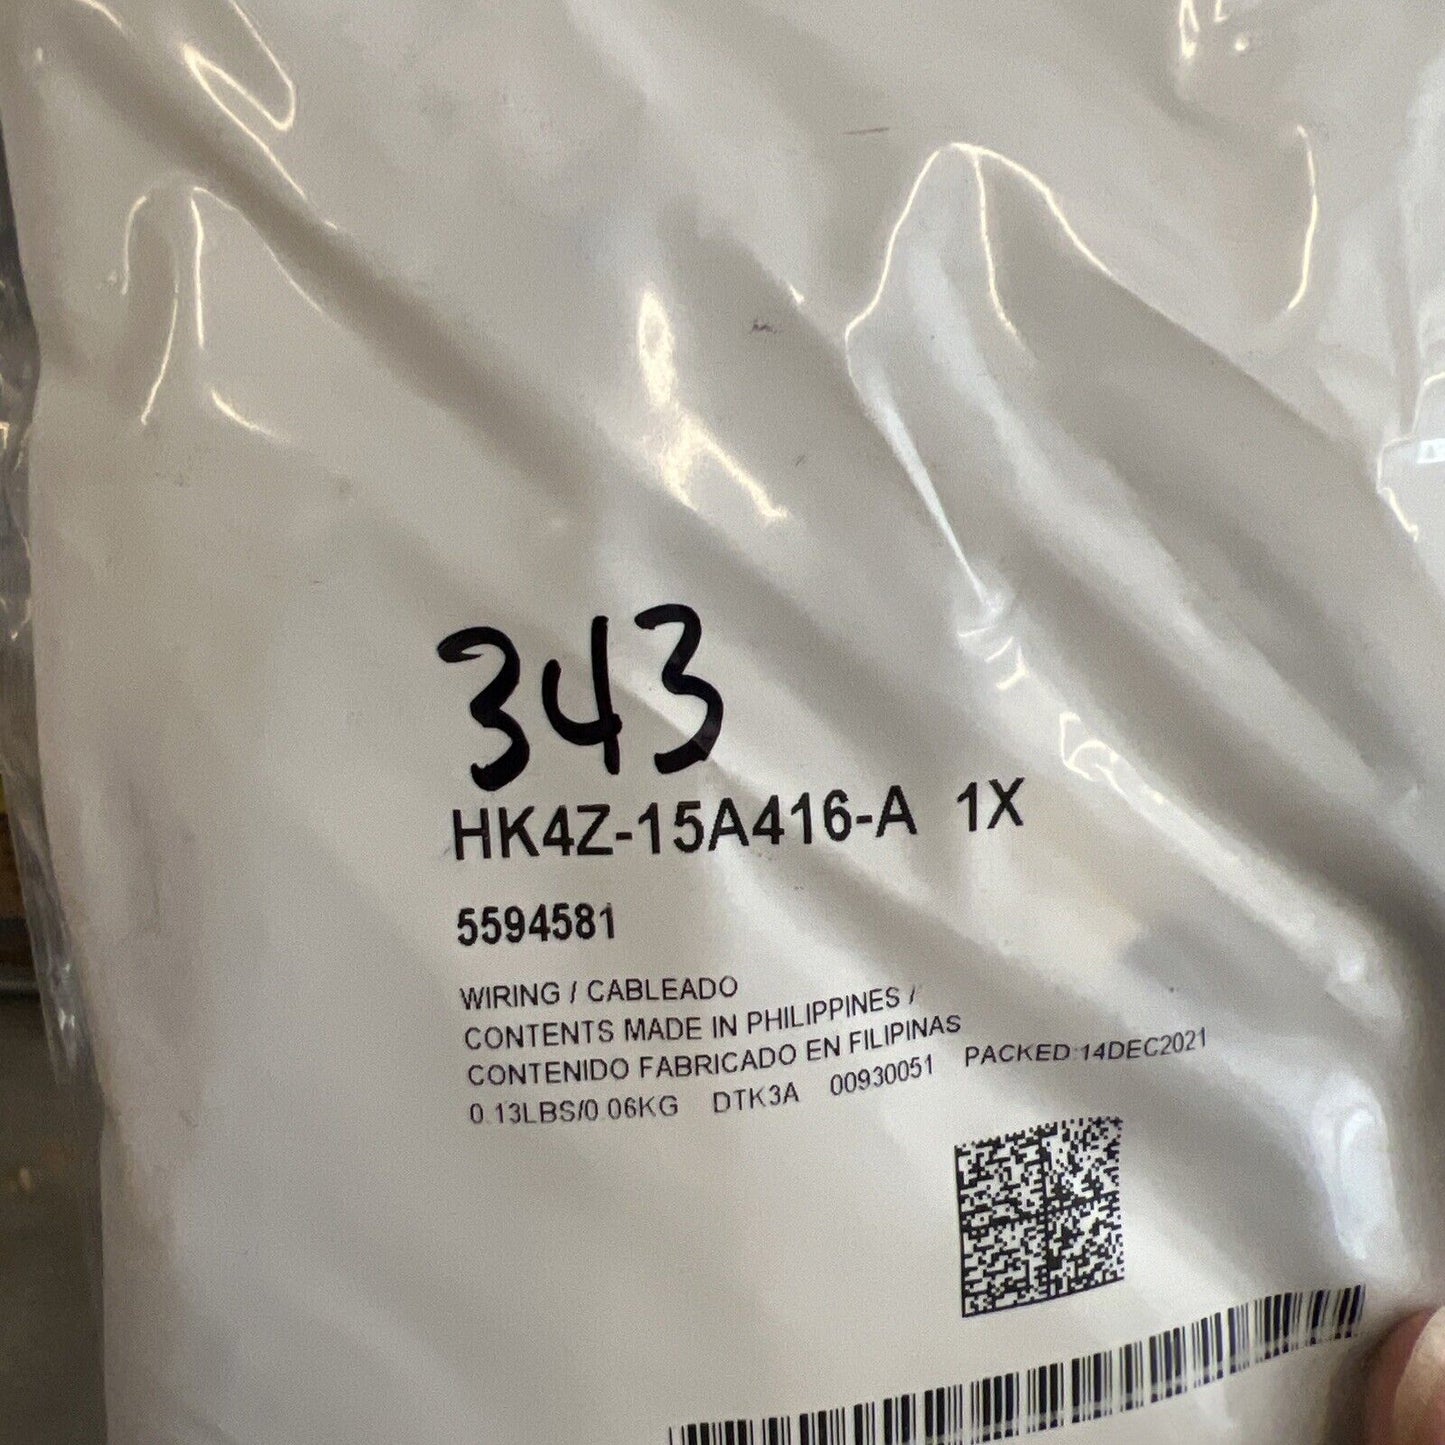 343
HK4Z-15A416-A 1X
5594581
WIRING / CABLEADO
CONTENTS MADE IN PHILIPPINES /
CONTENIDO FABRICADO EN FILIPINAS
0.13LBS/0.06KG DTK3A 00930051 PACKED:14DEC2021